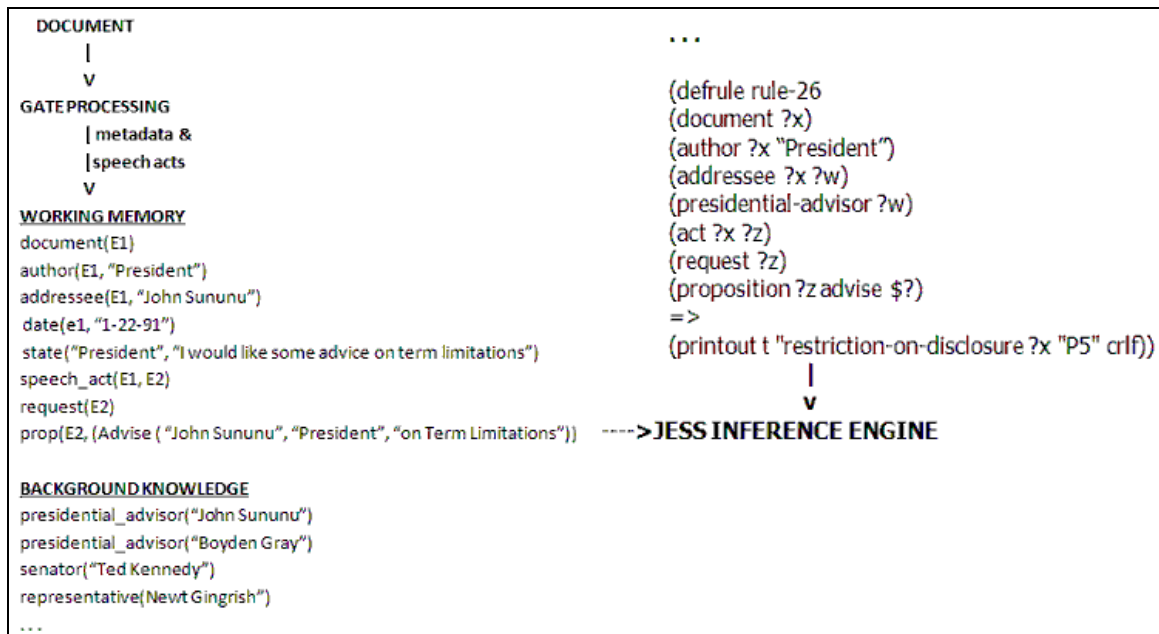 DOCUMENT
|
v
GATE PROCESSING
| metadata &
| speech acts
v
WORKING MEMORY
document(E1)
author(E1, “President”)
addressee(E1, “John Sununu”)
date(e1, “1-22-91”)
state(“President”, “I would like some advice on term limitations”)
speech_act(E1, E2)
request(E2)
prop(E2, (Advise ( “John Sununu”, “President”, “on Term Limitations”))
BACKGROUND KNOWLEDGE
presidential_advisor(“John Sununu”)
presidential_advisor(“Boyden Gray”)
senator(“Ted Kennedy”)
representative(Newt Gingrish”)
...
...
(defrule rule-26
(document ?x)
(author ?x “President”)
(addressee ?x ?w)
(presidential-advisor ?w)
(act ?x ?z)
(request ?z)
(proposition ?z advise $?)
=>
(printout t "restriction-on-disclosure ?x "P5" crlf))
|
v
---->JESS INFERENCE ENGINE